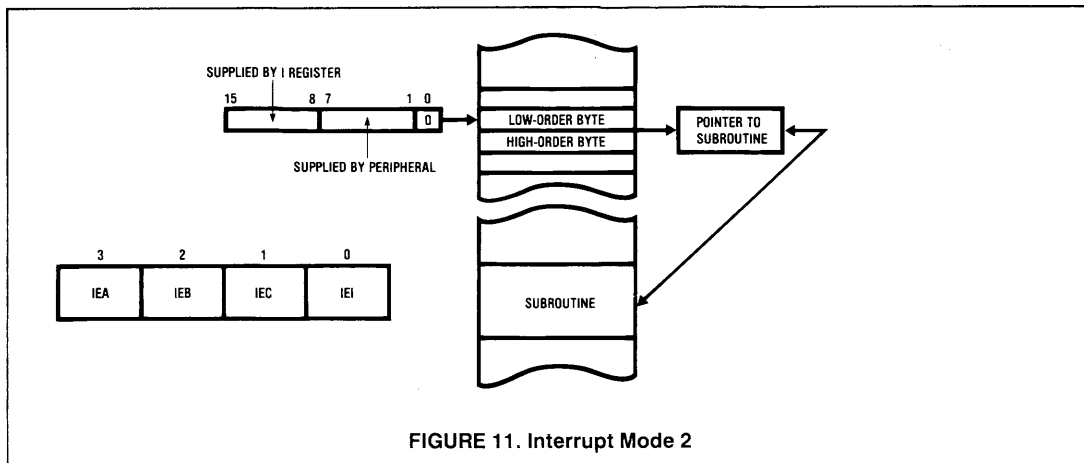 SUPPLIED BY I REGISTER
15 8 7 1 0
0
SUPPLIED BY PERIPHERAL
LOW-ORDER BYTE
HIGH-ORDER BYTE
POINTER TO
SUBROUTINE
3 2 1 0
IEA IEB IEC IEI
SUBROUTINE
FIGURE 11. Interrupt Mode 2